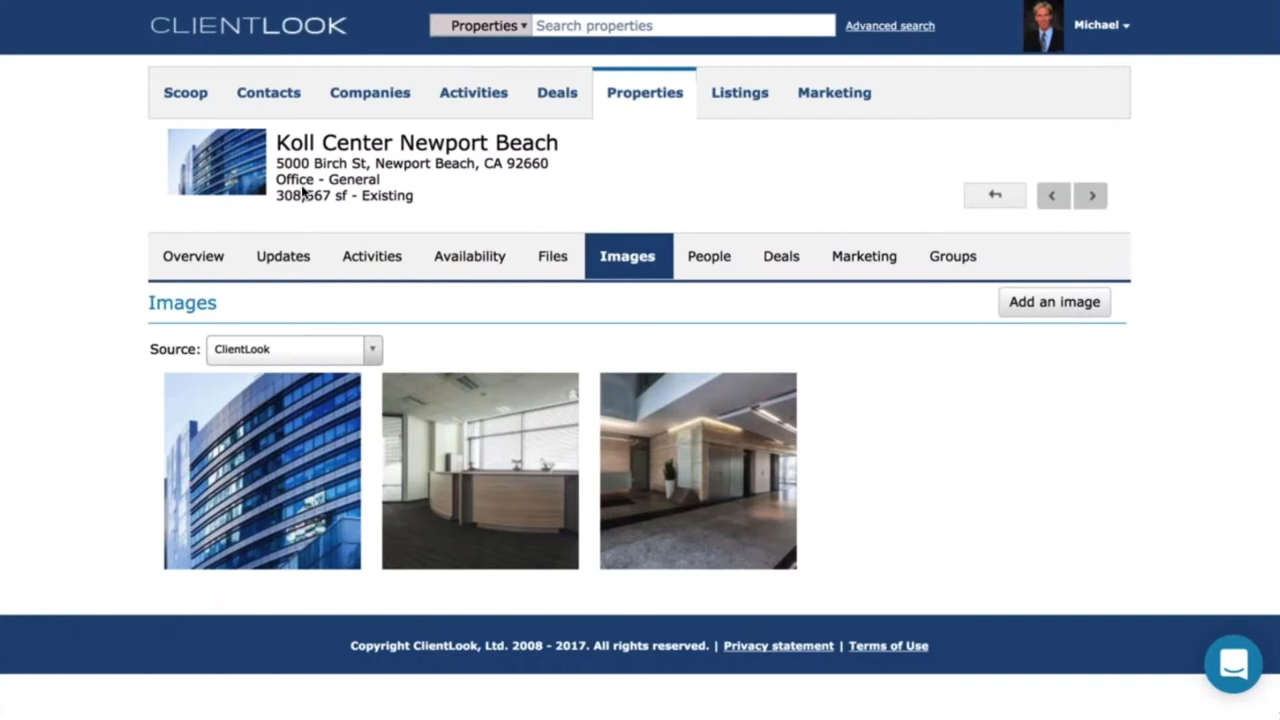 CLIENTLOOK
Properties
Search properties
Advanced search
Michael
Scoop
Contacts
Companies
Activities
Deals
Properties
Listings
Marketing
Koll Center Newport Beach
5000 Birch St, Newport Beach, CA 92660
Office - General
308,567 sf - Existing
Overview
Updates
Activities
Availability
Files
Images
People
Deals
Marketing
Groups
Images
Add an image
Source:
ClientLook
Copyright ClientLook, Ltd. 2008 - 2017. All rights reserved. | Privacy statement | Terms of Use